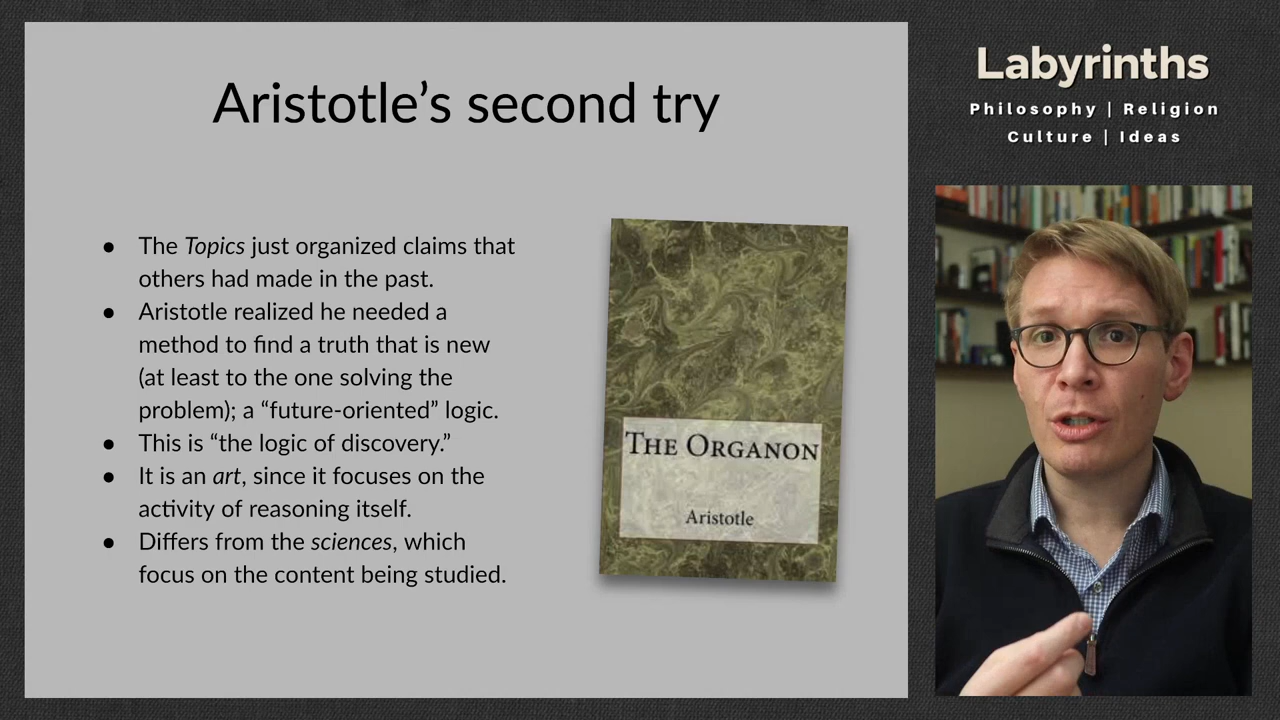 Aristotle’s second try
● The Topics just organized claims that
others had made in the past.
● Aristotle realized he needed a
method to find a truth that is new
(at least to the one solving the
problem); a “future-oriented” logic.
● This is “the logic of discovery.”
● It is an art, since it focuses on the
activity of reasoning itself.
● Differs from the sciences, which
focus on the content being studied.
THE ORGANON
Aristotle
Labyrinths
Philosophy | Religion
Culture | Ideas